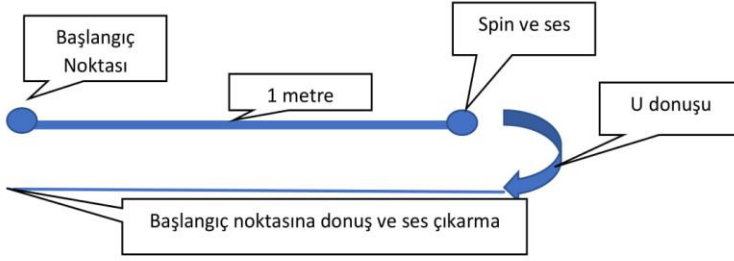 Başlangıç
Noktası
Spin ve ses
1 metre
U donuşu
Başlangıç noktasına donuş ve ses çıkarma